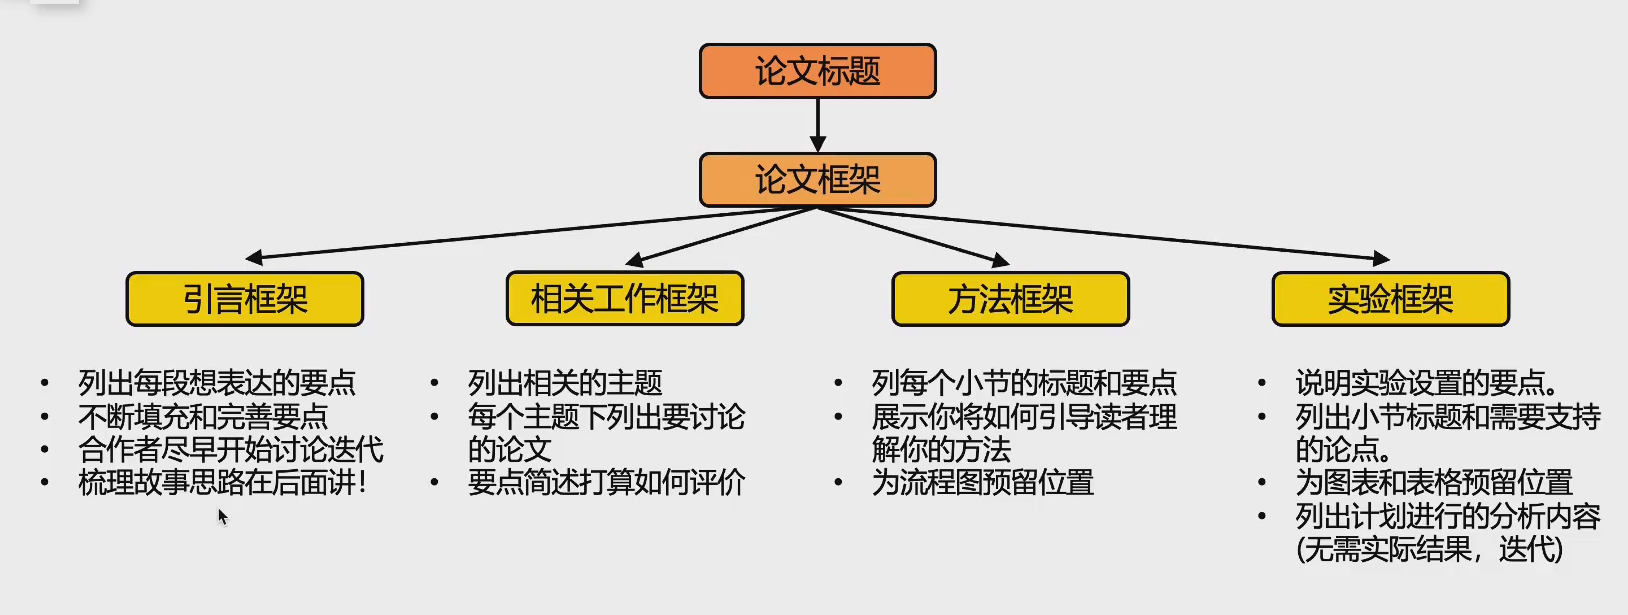 论文标题
论文框架
引言框架
相关工作框架
方法框架
实验框架
• 列出每段想表达的要点
• 不断填充和完善要点
• 合作者尽早开始讨论迭代
• 梳理故事思路在后面讲！
• 列出相关的主题
• 每个主题下列出要讨论
的论文
• 要点简述打算如何评价
• 列每个小节的标题和要点
• 展示你将如何引导读者理
解你的方法
• 为流程图预留位置
• 说明实验设置的要点。
• 列出小节标题和需要支持
的论点。
• 为图表和表格预留位置
• 列出计划进行的分析内容
(无需实际结果，迭代)